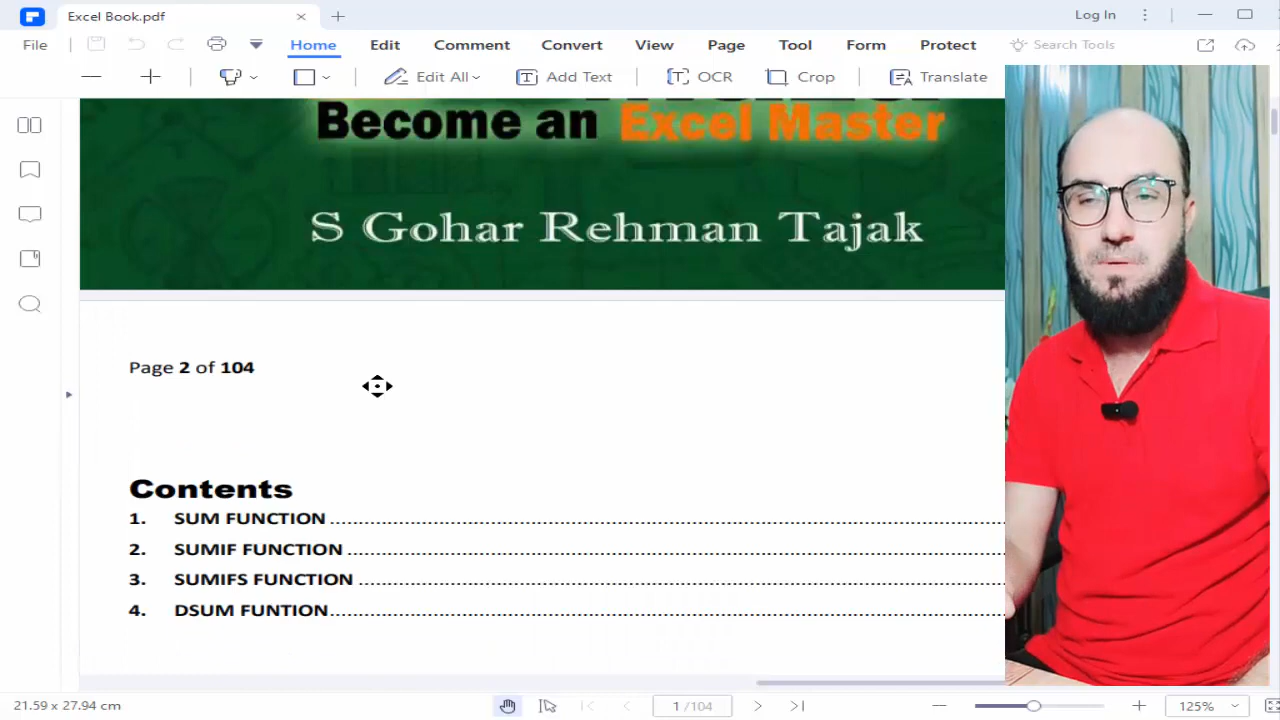 Excel Book.pdf
Log In
File
Home
Edit
Comment
Convert
View
Page
Tool
Form
Protect
Search Tools
Edit All
Add Text
OCR
Crop
Translate
Become an Excel Master
S Gohar Rehman Tajak
Page 2 of 104
Contents
1. SUM FUNCTION
2. SUMIF FUNCTION
3. SUMIFS FUNCTION
4. DSUM FUNTION
21.59 x 27.94 cm
1 /104
125%